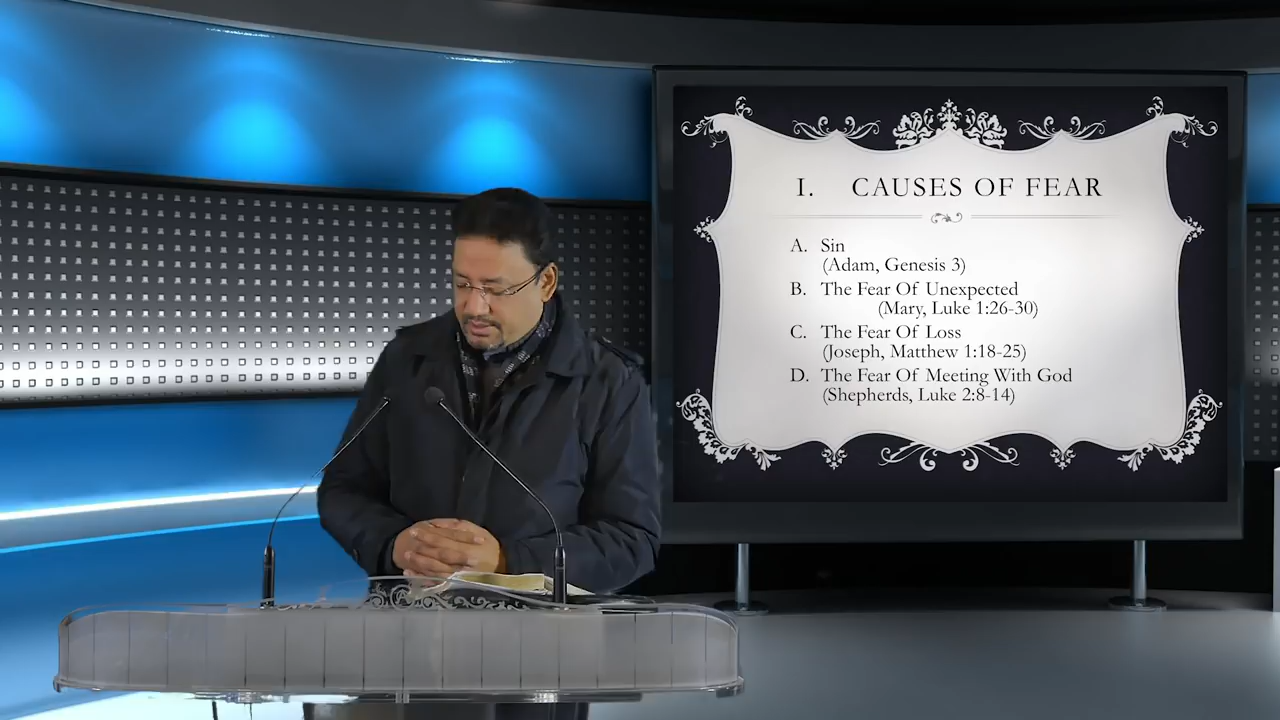 I. CAUSES OF FEAR
A. Sin
(Adam, Genesis 3)
B. The Fear Of Unexpected
(Mary, Luke 1:26-30)
C. The Fear Of Loss
(Joseph, Matthew 1:18-25)
D. The Fear Of Meeting With God
(Shepherds, Luke 2:8-14)